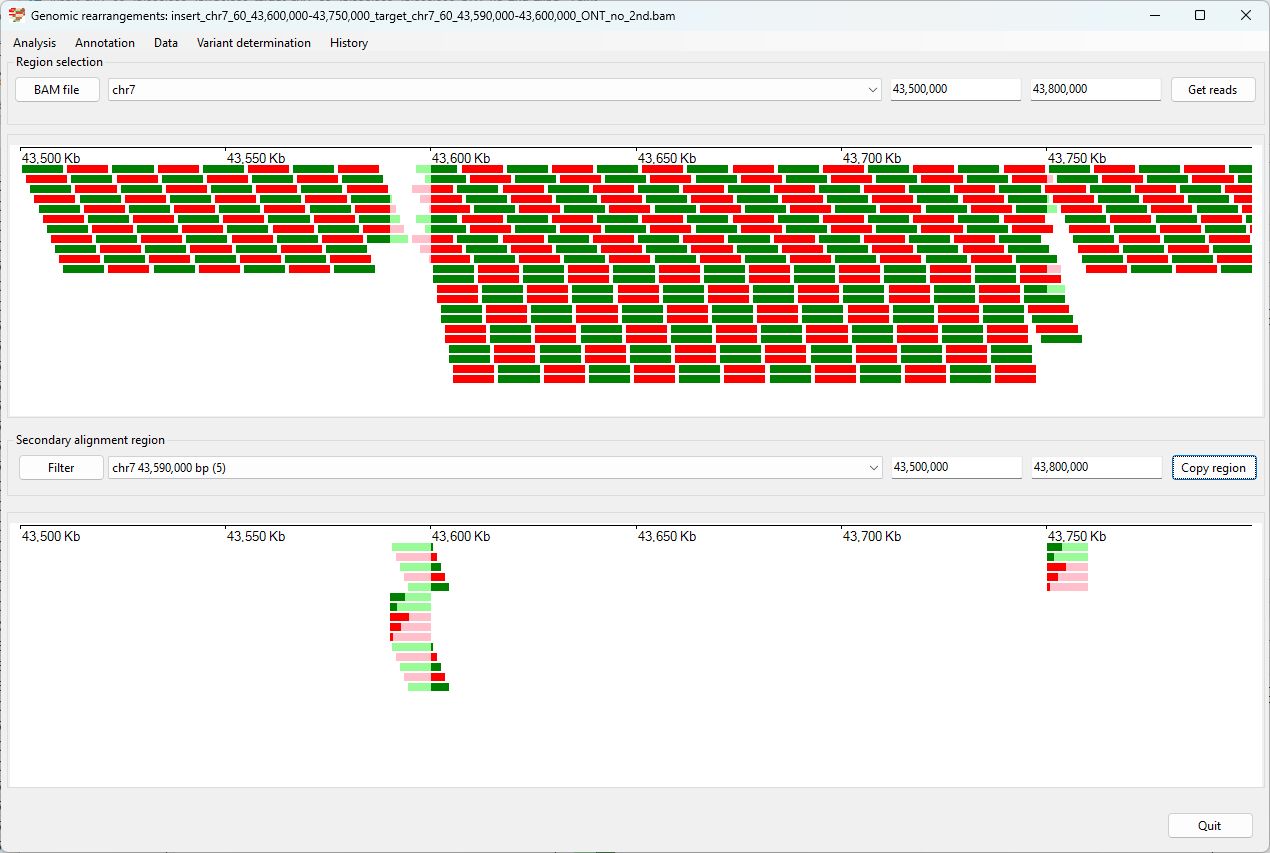 Genomic rearrangements: insert_chr7_60_43,600,000-43,750,000_target_chr7_60_43,590,000-43,600,000_ONT_no_2nd.bam
Analysis Annotation Data Variant determination History
Region selection
BAM file chr7 43,500,000 43,800,000 Get reads
43,500 Kb 43,550 Kb 43,600 Kb 43,650 Kb 43,700 Kb 43,750 Kb
Secondary alignment region
Filter chr7 43,590,000 bp (5) 43,500,000 43,800,000 Copy region
43,500 Kb 43,550 Kb 43,600 Kb 43,650 Kb 43,700 Kb 43,750 Kb
Quit